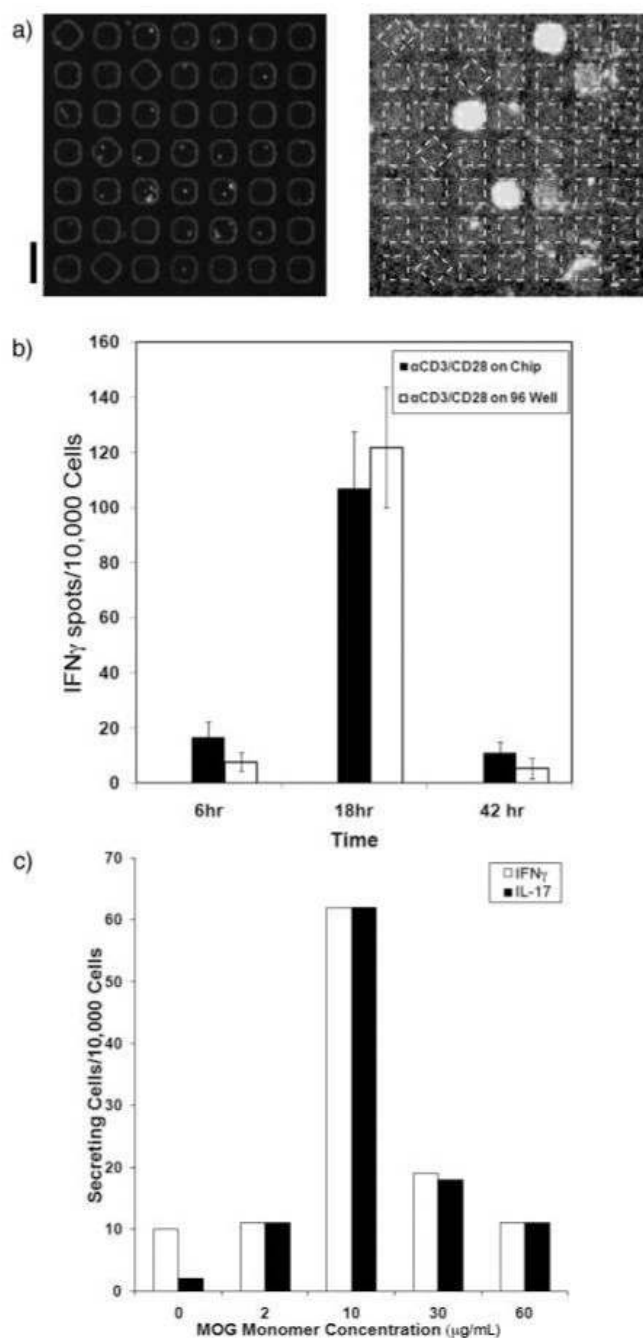 a)
b)
160
140
120
100
80
60
40
20
0
IFNγ spots/10,000 Cells
αCD3/CD28 on Chip
αCD3/CD28 on 96 Well
6hr
18hr
42 hr
Time
c)
70
60
50
40
30
20
10
0
Secreting Cells/10,000 Cells
IFNγ
IL-17
0
2
10
30
60
MOG Monomer Concentration (μg/mL)